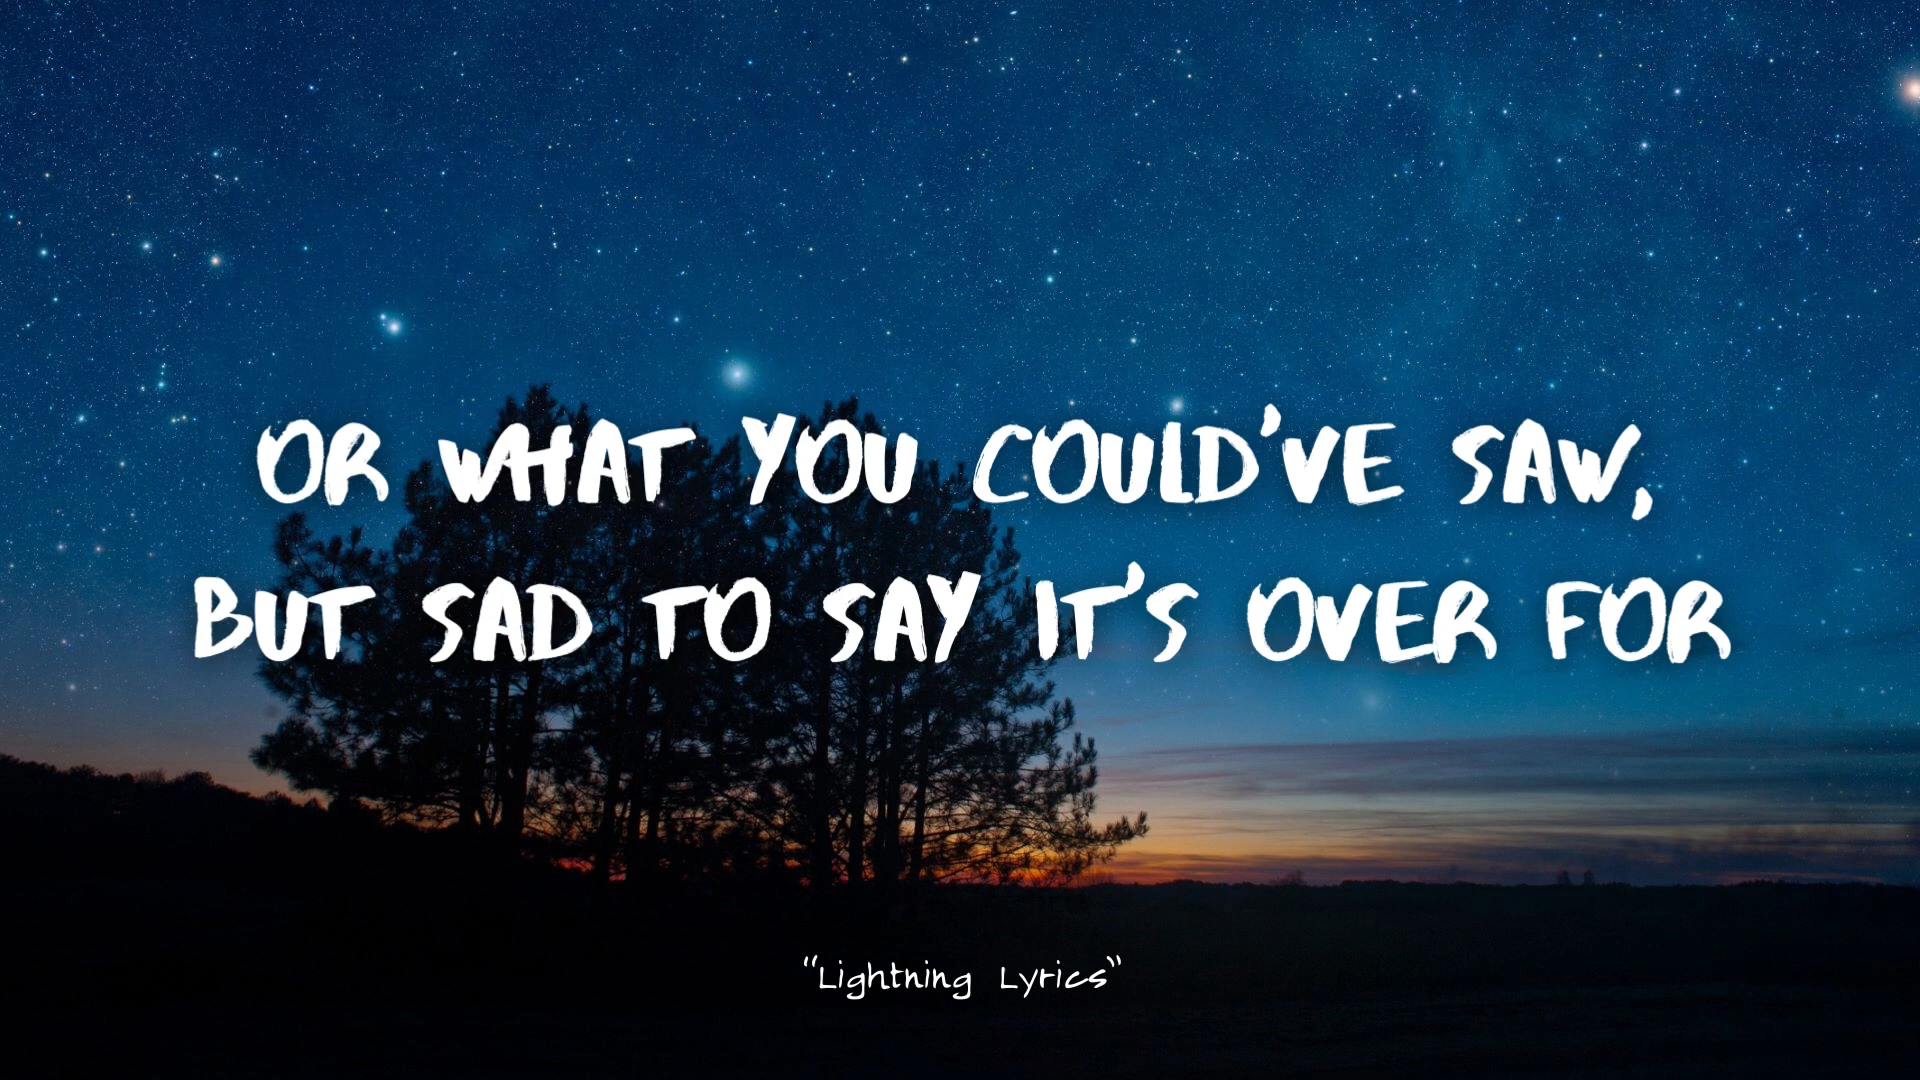 OR WHAT YOU COULD'VE SAW,
BUT SAD TO SAY IT'S OVER FOR
"Lightning Lyrics"